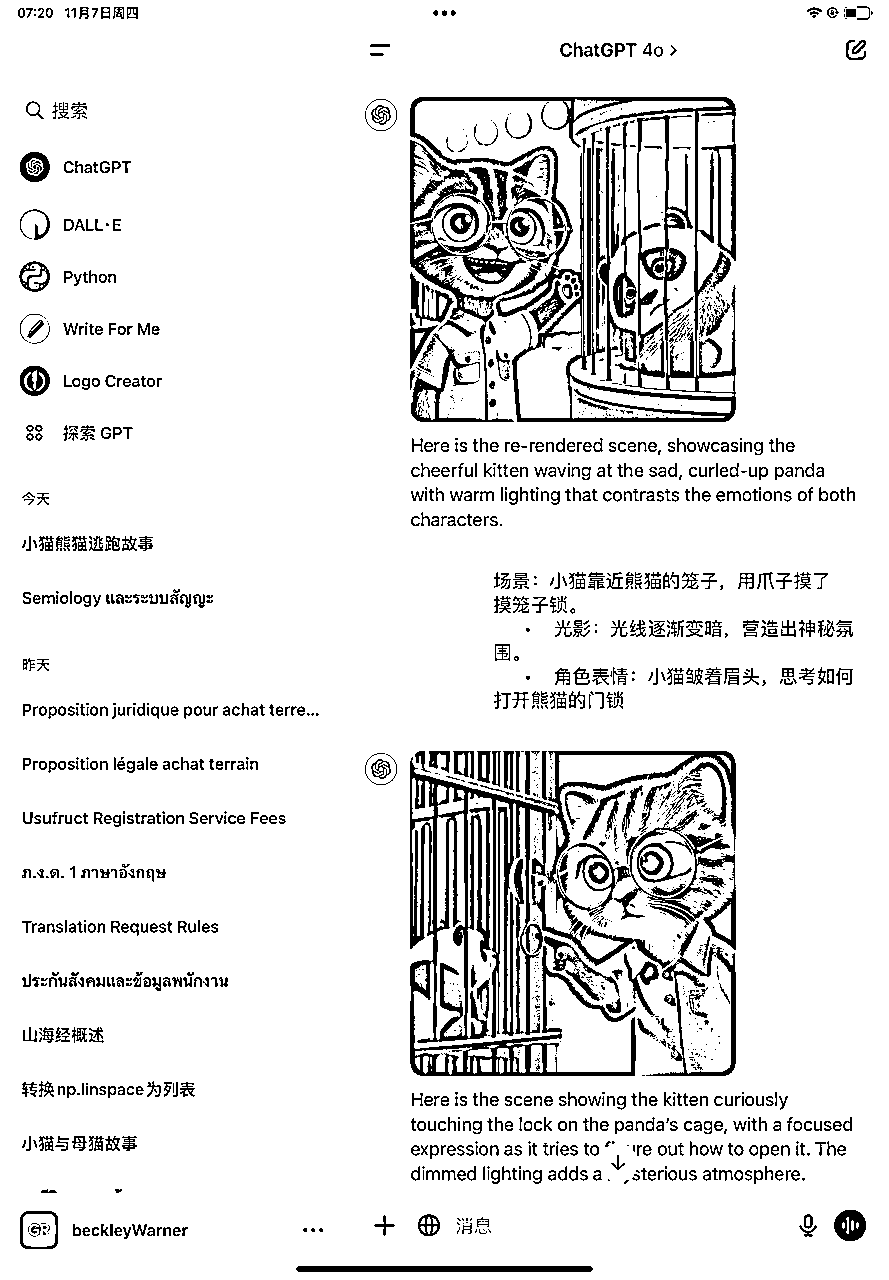 07:20 11月7日周四
ChatGPT 4o >
搜索
ChatGPT
DALL·E
Python
Write For Me
Logo Creator
探索 GPT
今天
小猫熊猫逃跑故事
Semiology และระบบสัญญะ
昨天
Proposition juridique pour achat terre...
Proposition légale achat terrain
Usufruct Registration Service Fees
ภ.ง.ด. 1 ภาษาอังกฤษ
Translation Request Rules
ประกันสังคมและข้อมูลพนักงาน
山海经概述
转换np.linspace为列表
小猫与母猫故事
beckleyWarner
Here is the re-rendered scene, showcasing the
cheerful kitten waving at the sad, curled-up panda
with warm lighting that contrasts the emotions of both
characters.
场景：小猫靠近熊猫的笼子，用爪子摸了
摸笼子锁。
• 光影：光线逐渐变暗，营造出神秘氛
围。
• 角色表情：小猫皱着眉头，思考如何
打开熊猫的门锁
Here is the scene showing the kitten curiously
touching the lock on the panda's cage, with a focused
expression as it tries to out how to open it. The
dimmed lighting adds a atmosphere.
消息